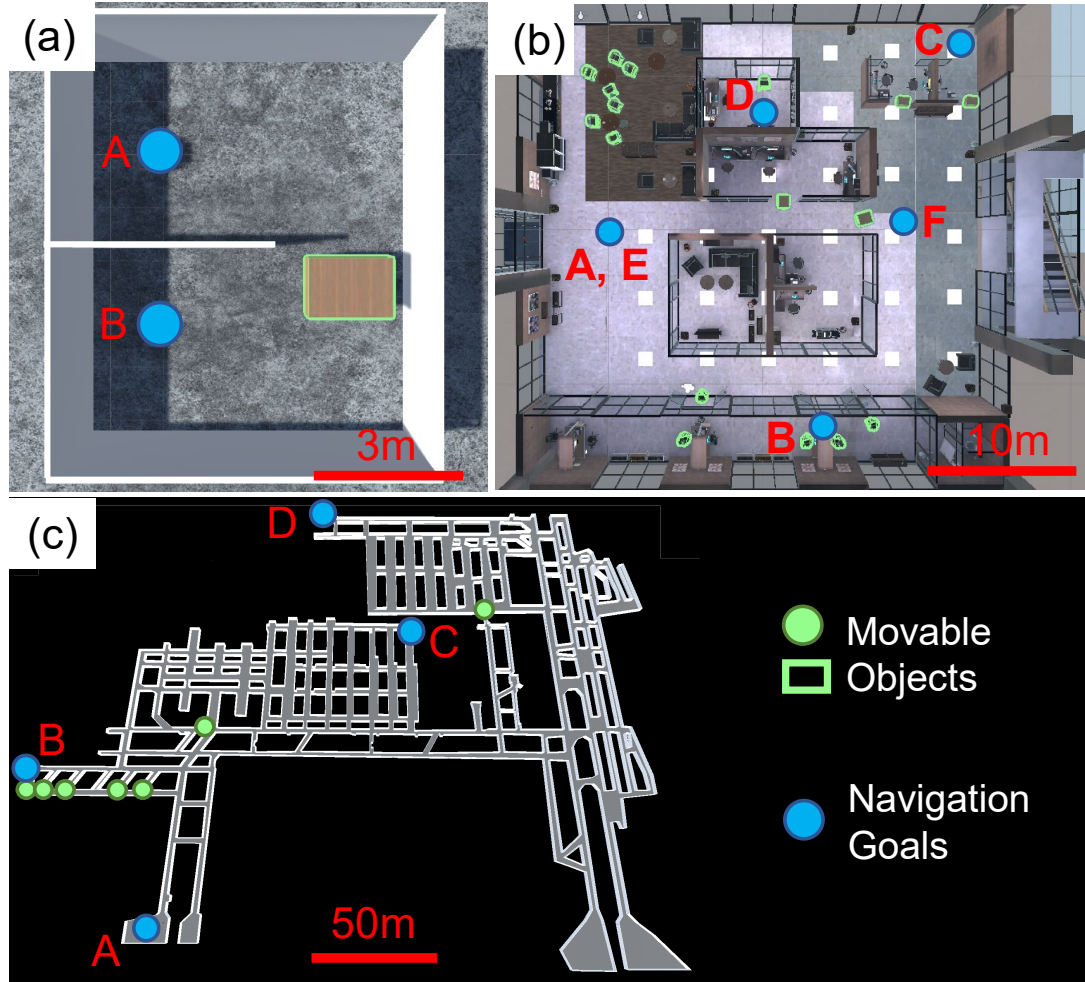 (a)
A
B
3m
(b)
C
D
A, E
F
B
10m
(c)
D
C
B
A
50m
Movable
Objects
Navigation
Goals